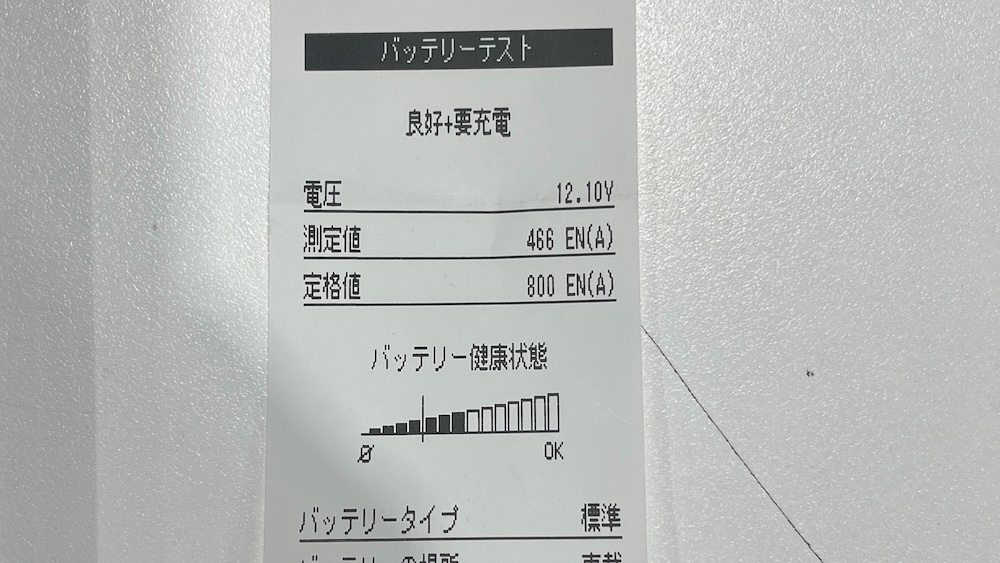 バッテリーテスト
良好+要充電
電圧 12.10V
測定値 466 EN(A)
定格値 800 EN(A)
バッテリー健康状態
0 OK
バッテリータイプ 標準